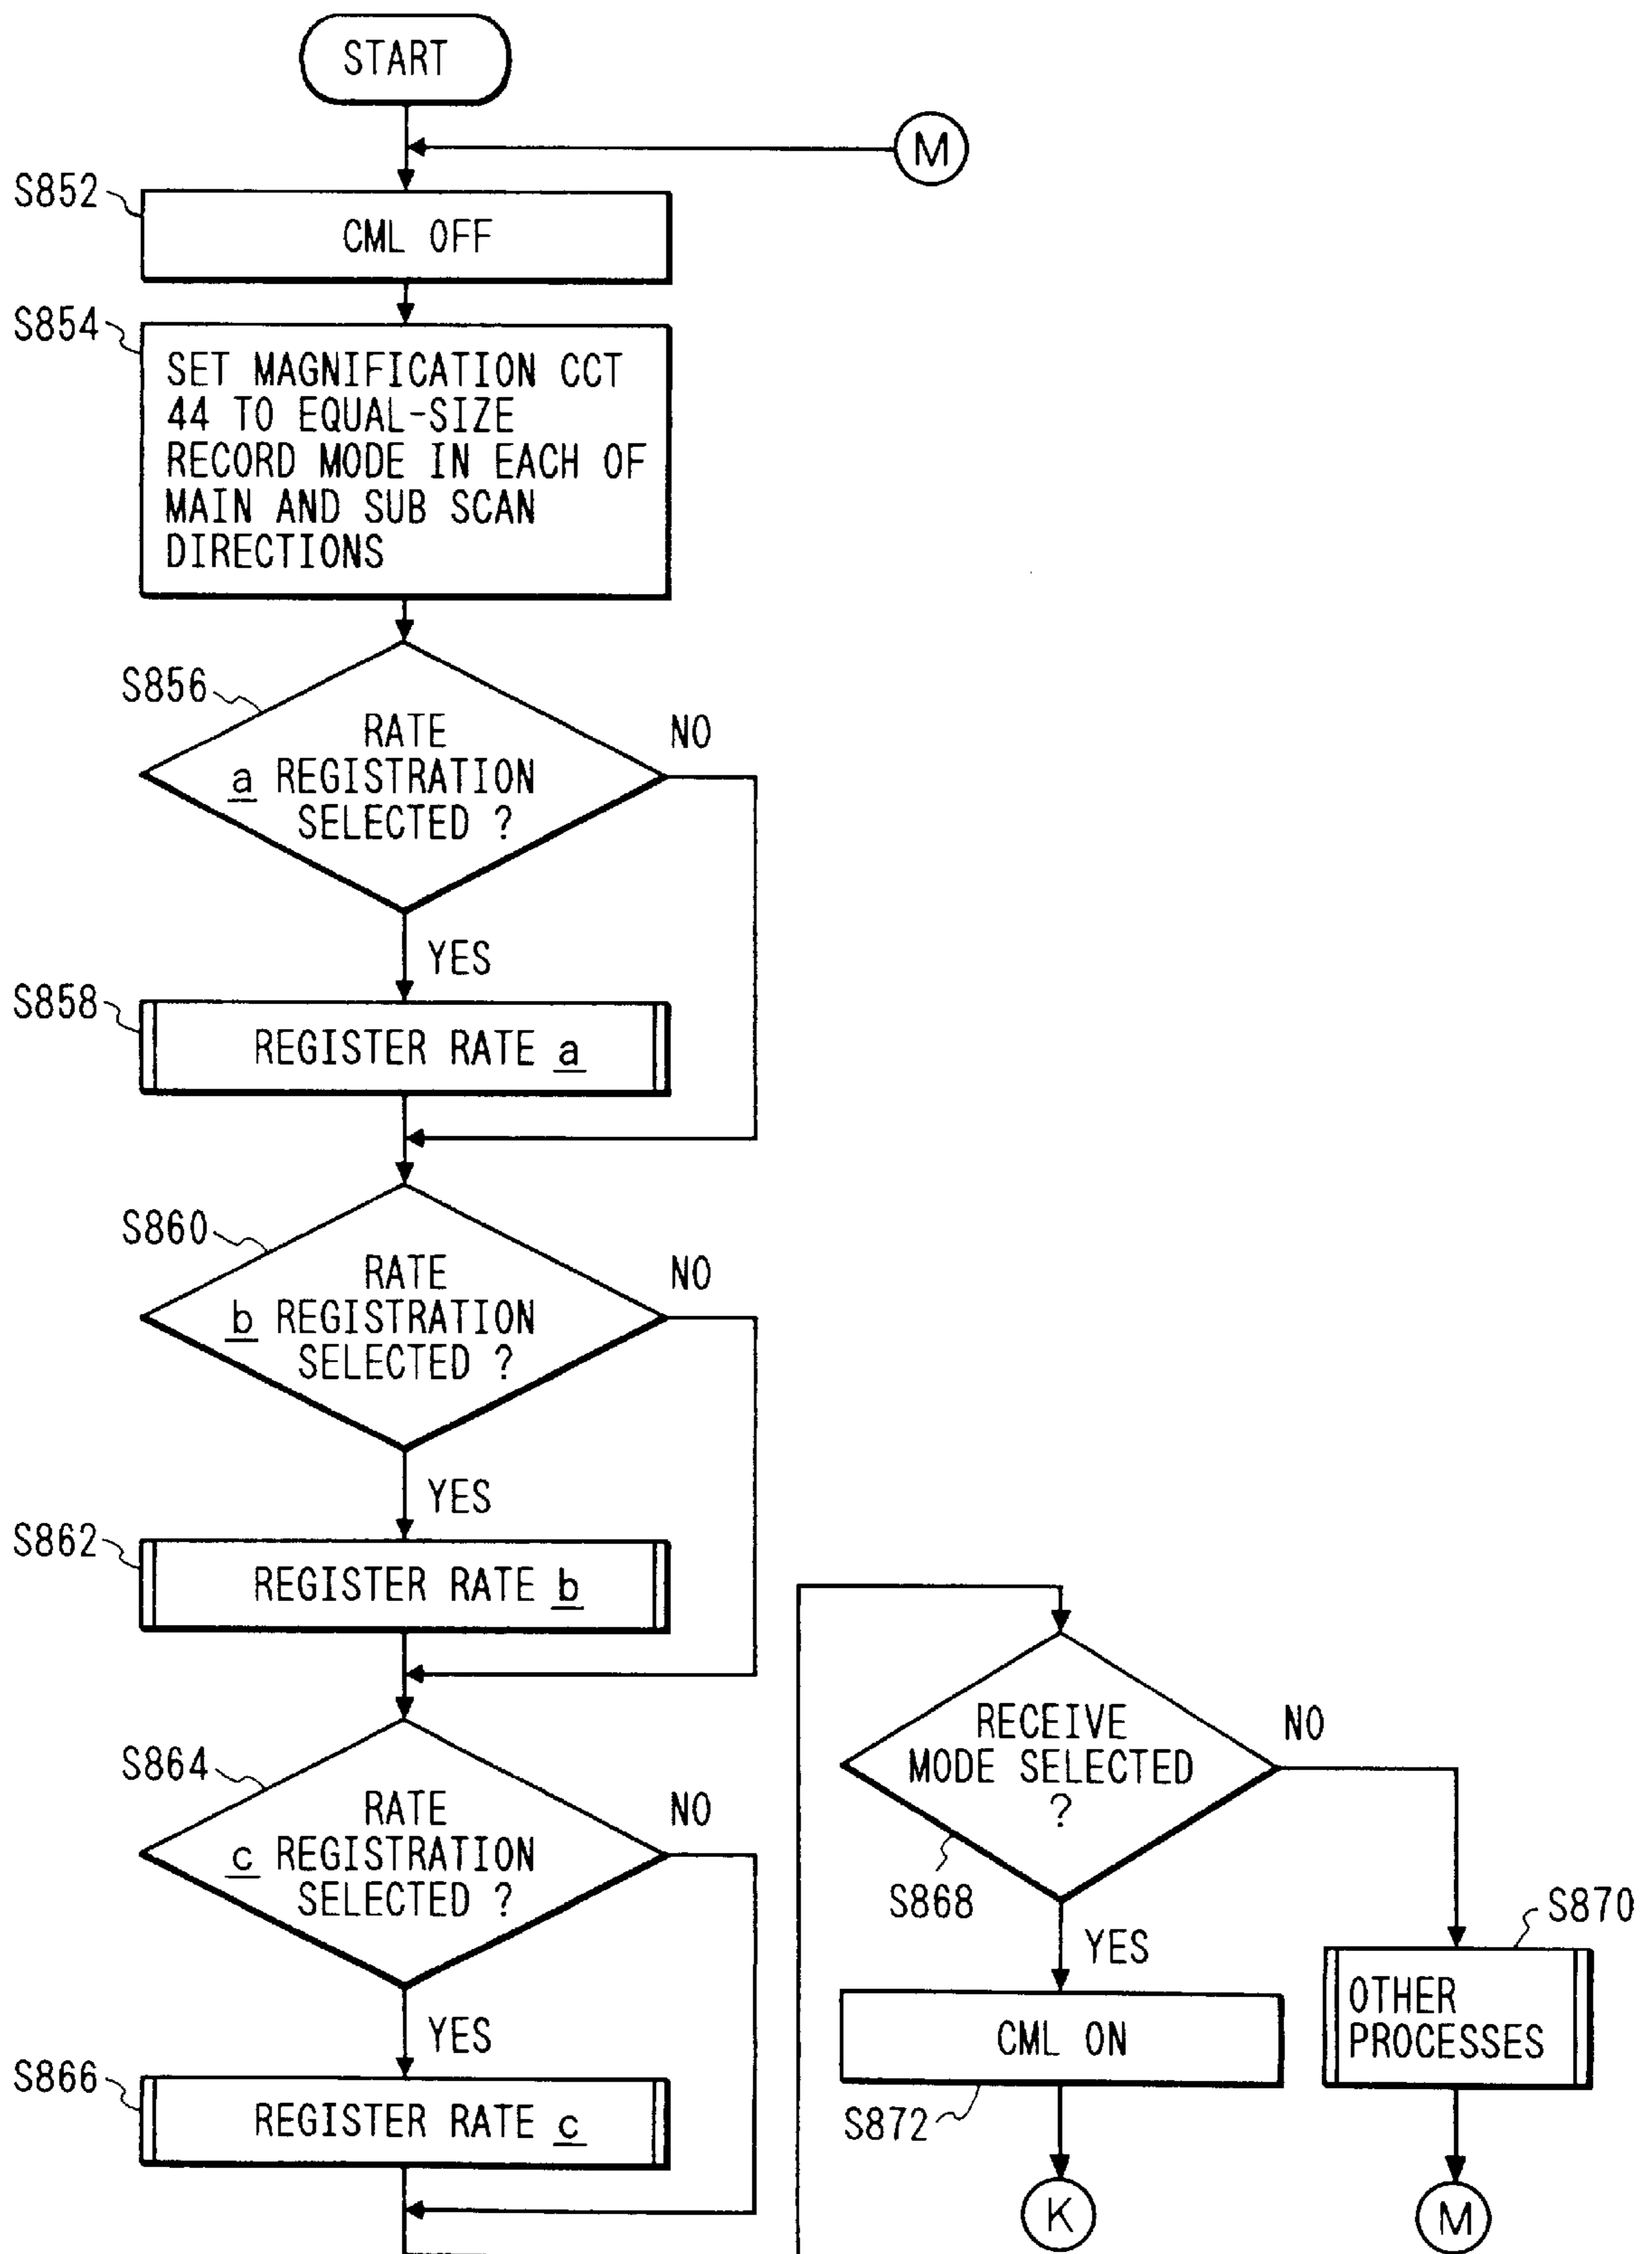 START
M
S852
CML OFF
S854
SET MAGNIFICATION CCT
44 TO EQUAL-SIZE
RECORD MODE IN EACH OF
MAIN AND SUB SCAN
DIRECTIONS
S856
RATE
a REGISTRATION
SELECTED ?
NO
YES
S858
REGISTER RATE a
S860
RATE
b REGISTRATION
SELECTED ?
NO
YES
S862
REGISTER RATE b
S864
RATE
c REGISTRATION
SELECTED ?
NO
YES
S866
REGISTER RATE c
RECEIVE
MODE SELECTED
?
NO
S868
YES
S870
OTHER
PROCESSES
CML ON
S872
K
M